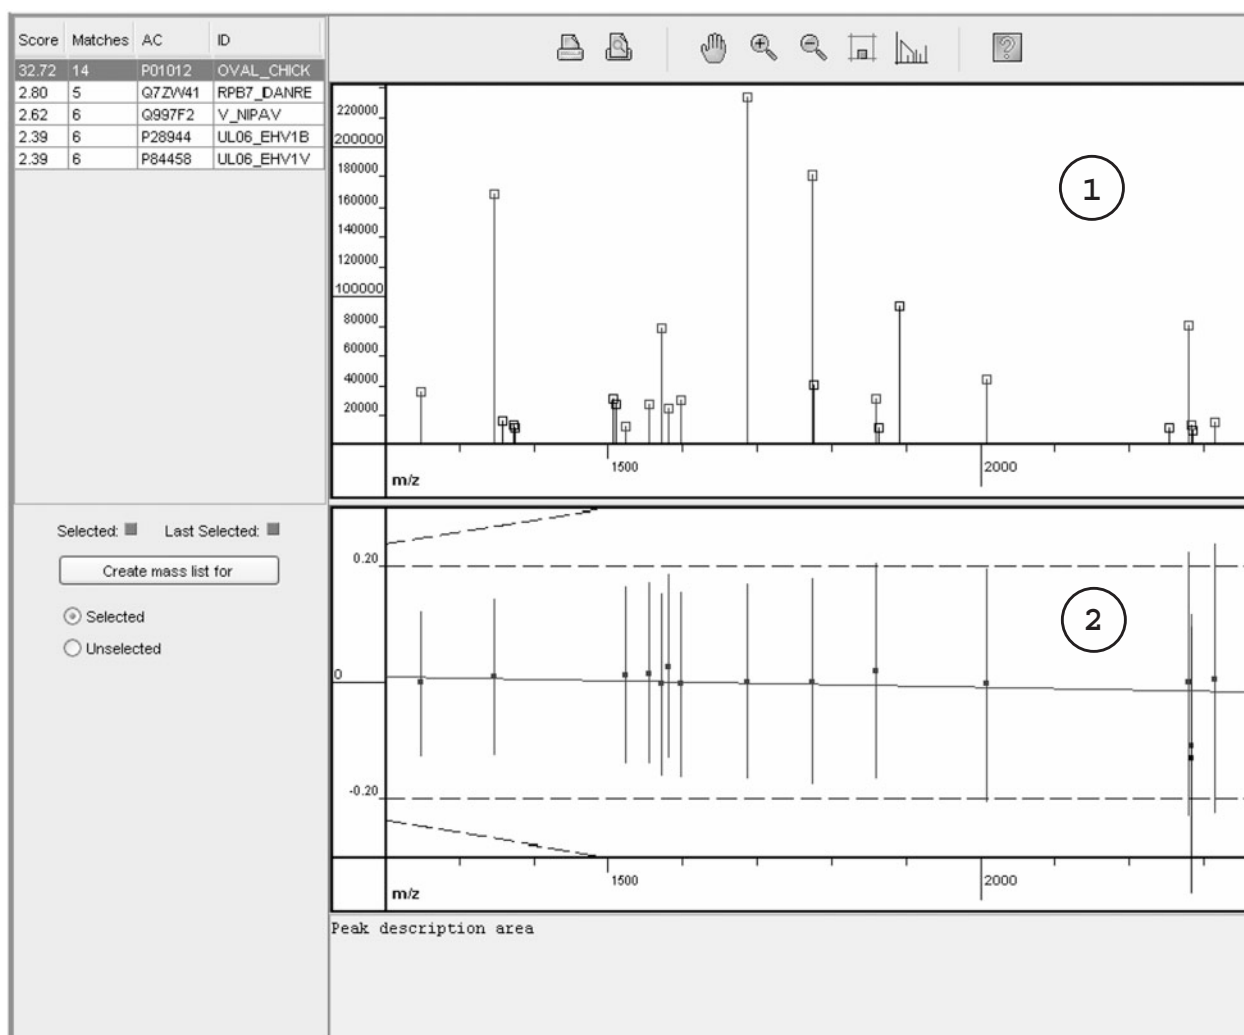 Score Matches AC ID
32.72 14 P01012 OVAL_CHICK
2.80 5 Q7ZW41 RPB7_DANRE
2.62 6 Q997F2 V_NIPAV
2.39 6 P28944 UL06_EHV1B
2.39 6 P84458 UL06_EHV1V
?
220000
200000
180000
160000
140000
120000
100000
80000
60000
40000
20000
1
1500 2000
m/z
Selected: Last Selected:
Create mass list for
Selected
Unselected
0.20
0
-0.20
2
1500 2000
m/z
Peak description area